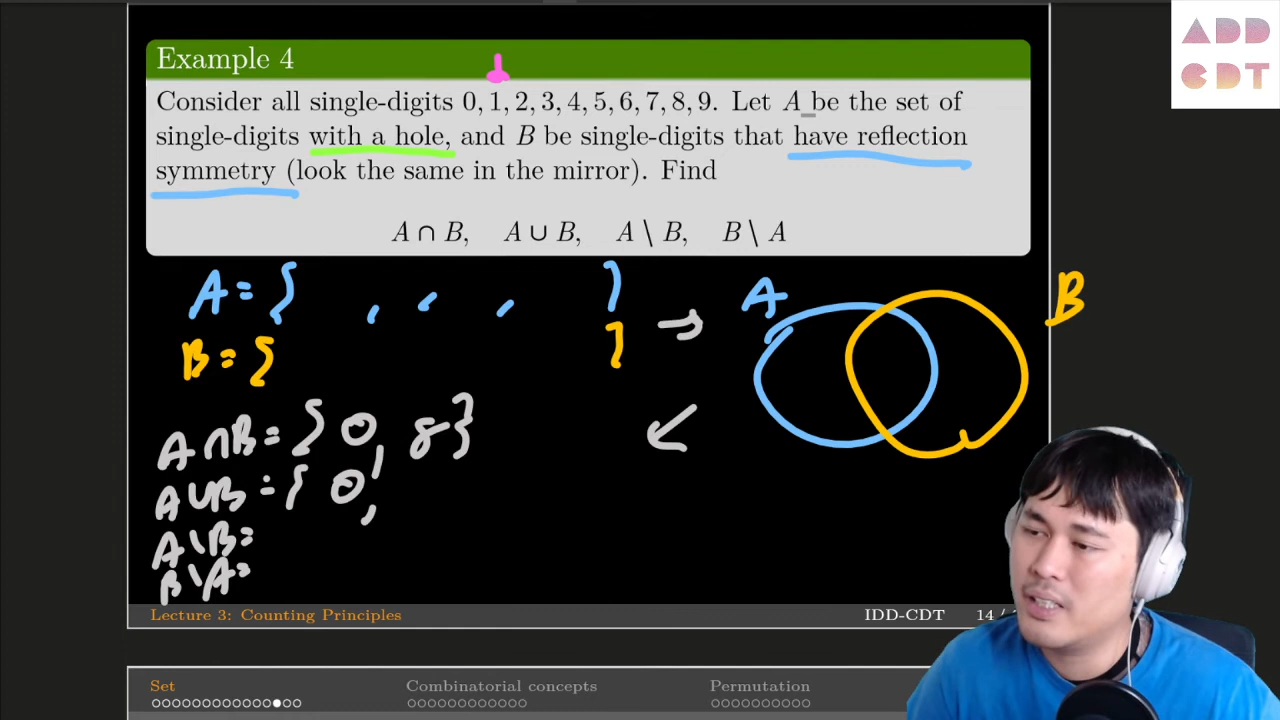 ADD
CDT
Example 4
Consider all single-digits 0, 1, 2, 3, 4, 5, 6, 7, 8, 9. Let A be the set of
single-digits with a hole, and B be single-digits that have reflection
symmetry (look the same in the mirror). Find
A ∩ B, A ∪ B, A \ B, B \ A
A = { , , , }
B = { }
A
B
A∩B = { 0, 8}
A∪B = { 0,
A\B =
B\A =
Lecture 3: Counting Principles
IDD-CDT
14 /
Set
Combinatorial concepts
Permutation